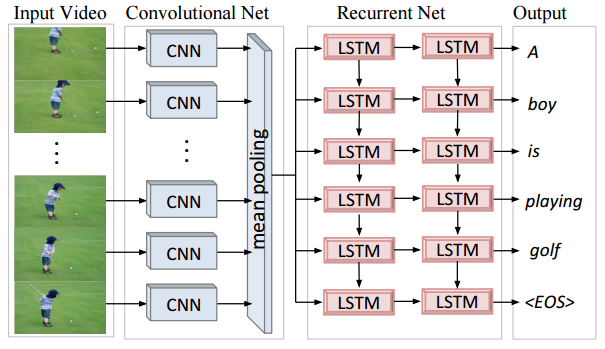 Input Video Convolutional Net Recurrent Net Output
CNN LSTM LSTM A
CNN LSTM LSTM boy
LSTM LSTM is
mean pooling
CNN LSTM LSTM playing
CNN LSTM LSTM golf
CNN LSTM LSTM <EOS>